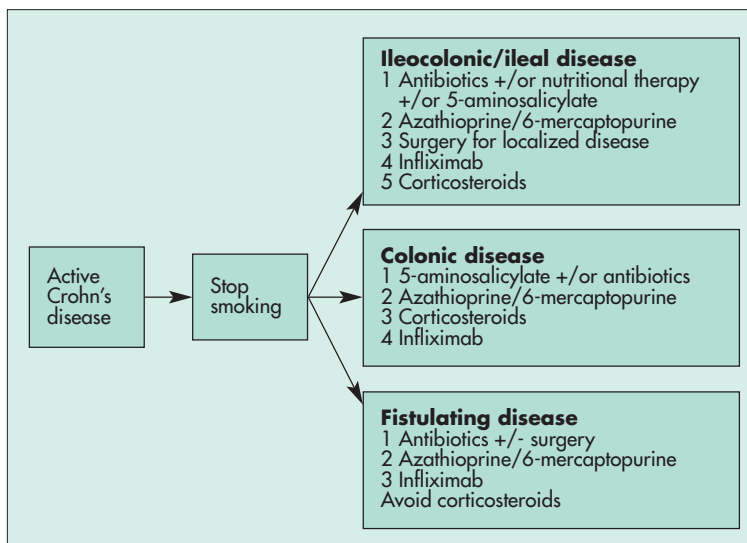 Active
Crohn's
disease
Stop
smoking
Ileocolonic/ileal disease
1 Antibiotics +/or nutritional therapy
+/or 5-aminosalicylate
2 Azathioprine/6-mercaptopurine
3 Surgery for localized disease
4 Infliximab
5 Corticosteroids
Colonic disease
1 5-aminosalicylate +/or antibiotics
2 Azathioprine/6-mercaptopurine
3 Corticosteroids
4 Infliximab
Fistulating disease
1 Antibiotics +/- surgery
2 Azathioprine/6-mercaptopurine
3 Infliximab
Avoid corticosteroids